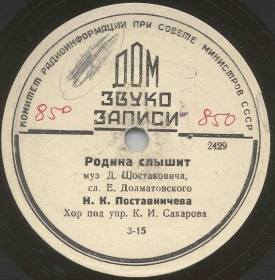 КОМИТЕТ РАДИОИНФОРМАЦИИ ПРИ СОВЕТЕ МИНИСТРОВ СССР
ДОМ
ЗВУКО
ЗАПИСИ
850
850
2429
Родина слышит
муз Д. Шостаковича,
сл. Е. Долматовского
Н. К. Поставничева
Хор под упр. К. И. Сахарова
3-15